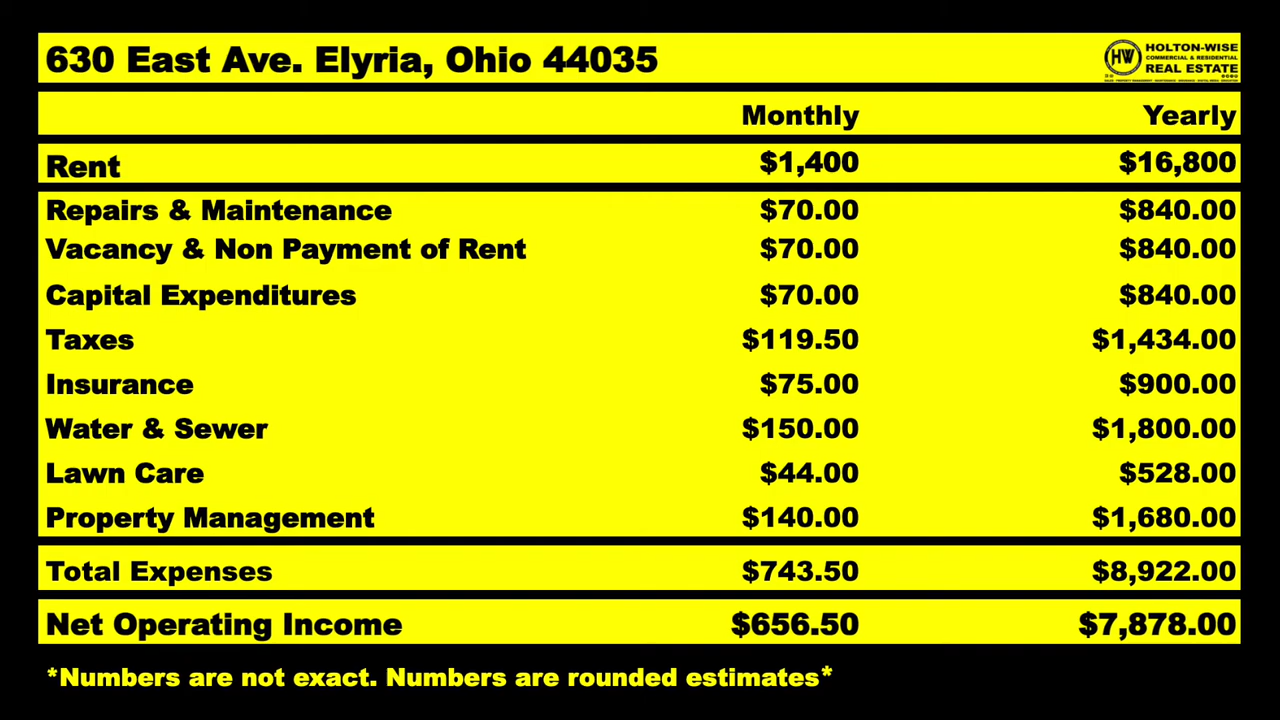 630 East Ave. Elyria, Ohio 44035
HW
HOLTON-WISE
COMMERCIAL & RESIDENTIAL
REAL ESTATE
Monthly Yearly
Rent $1,400 $16,800
Repairs & Maintenance $70.00 $840.00
Vacancy & Non Payment of Rent $70.00 $840.00
Capital Expenditures $70.00 $840.00
Taxes $119.50 $1,434.00
Insurance $75.00 $900.00
Water & Sewer $150.00 $1,800.00
Lawn Care $44.00 $528.00
Property Management $140.00 $1,680.00
Total Expenses $743.50 $8,922.00
Net Operating Income $656.50 $7,878.00
*Numbers are not exact. Numbers are rounded estimates*